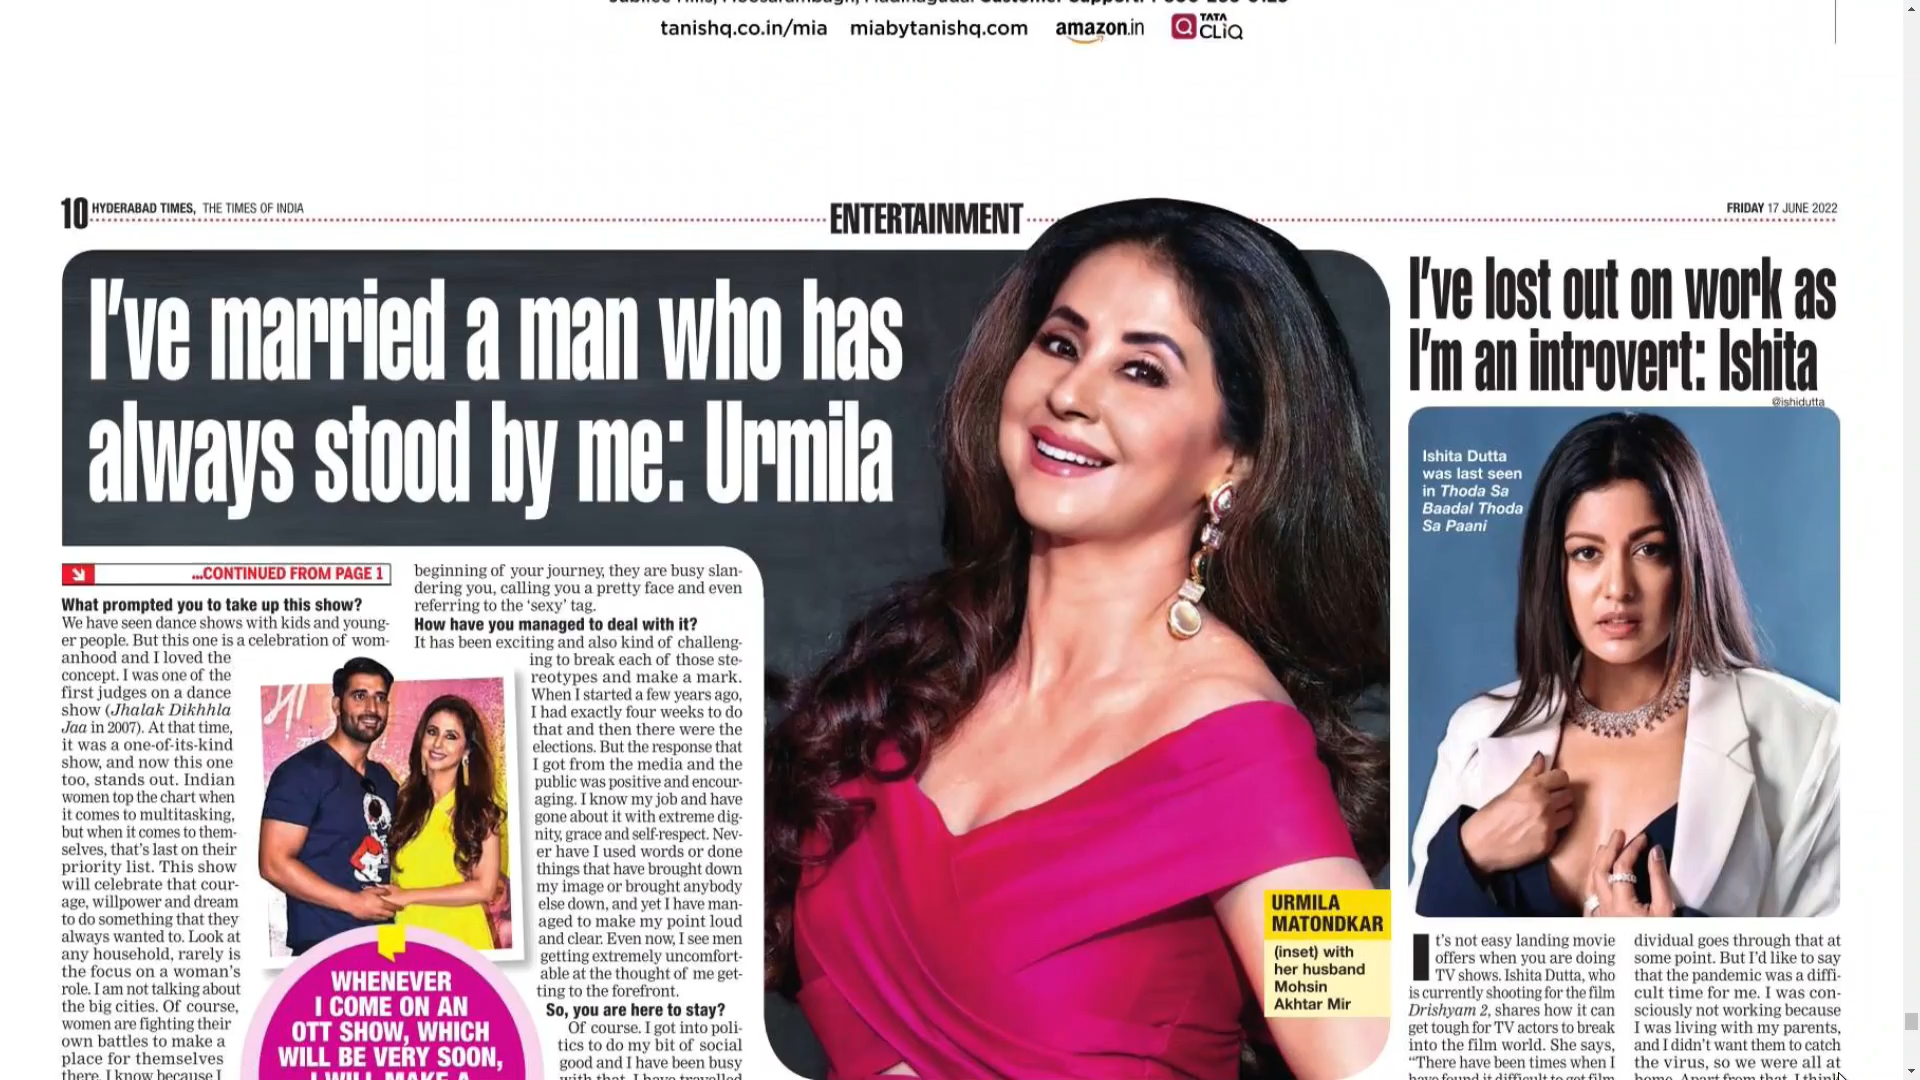 tanishq.co.in/mia miabytanishq.com amazon.in TATA CLiQ
10 HYDERABAD TIMES, THE TIMES OF INDIA
ENTERTAINMENT
FRIDAY 17 JUNE 2022
I've married a man who has
always stood by me: Urmila
...CONTINUED FROM PAGE 1
What prompted you to take up this show?
We have seen dance shows with kids and young-
er people. But this one is a celebration of wom-
anhood and I loved the
concept. I was one of the
first judges on a dance
show (Jhalak Dikhhla
Jaa in 2007). At that time,
it was a one-of-its-kind
show, and now this one
too, stands out. Indian
women top the chart when
it comes to multitasking,
but when it comes to them-
selves, that's last on their
priority list. This show
will celebrate that cour-
age, willpower and dream
to do something that they
always wanted to. Look at
any household, rarely is
the focus on a woman's
role. I am not talking about
the big cities. Of course,
women are fighting their
own battles to make a
place for themselves
there. I know because I
WHENEVER
I COME ON AN
OTT SHOW, WHICH
WILL BE VERY SOON,
I WILL MAKE A
beginning of your journey, they are busy slan-
dering you, calling you a pretty face and even
referring to the 'sexy' tag.
How have you managed to deal with it?
It has been exciting and also kind of challeng-
ing to break each of those ste-
reotypes and make a mark.
When I started a few years ago,
I had exactly four weeks to do
that and then there were the
elections. But the response that
I got from the media and the
public was positive and encour-
aging. I know my job and have
gone about it with extreme dig-
nity, grace and self-respect. Nev-
er have I used words or done
things that have brought down
my image or brought anybody
else down, and yet I have man-
aged to make my point loud
and clear. Even now, I see men
getting extremely uncomfort-
able at the thought of me get-
ting to the forefront.
So, you are here to stay?
Of course. I got into poli-
tics to do my bit of social
good and I have been busy
with that. I have travelled
URMILA
MATONDKAR
(inset) with
her husband
Mohsin
Akhtar Mir
I've lost out on work as
I'm an introvert: Ishita
@ishidutta
Ishita Dutta
was last seen
in Thoda Sa
Baadal Thoda
Sa Paani
It's not easy landing movie
offers when you are doing
TV shows. Ishita Dutta, who
is currently shooting for the film
Drishyam 2, shares how it can
get tough for TV actors to break
into the film world. She says,
"There have been times when I
have found it difficult to get film
dividual goes through that at
some point. But I'd like to say
that the pandemic was a diffi-
cult time for me. I was con-
sciously not working because
I was living with my parents,
and I didn't want them to catch
the virus, so we were all at
home. Apart from that, I think